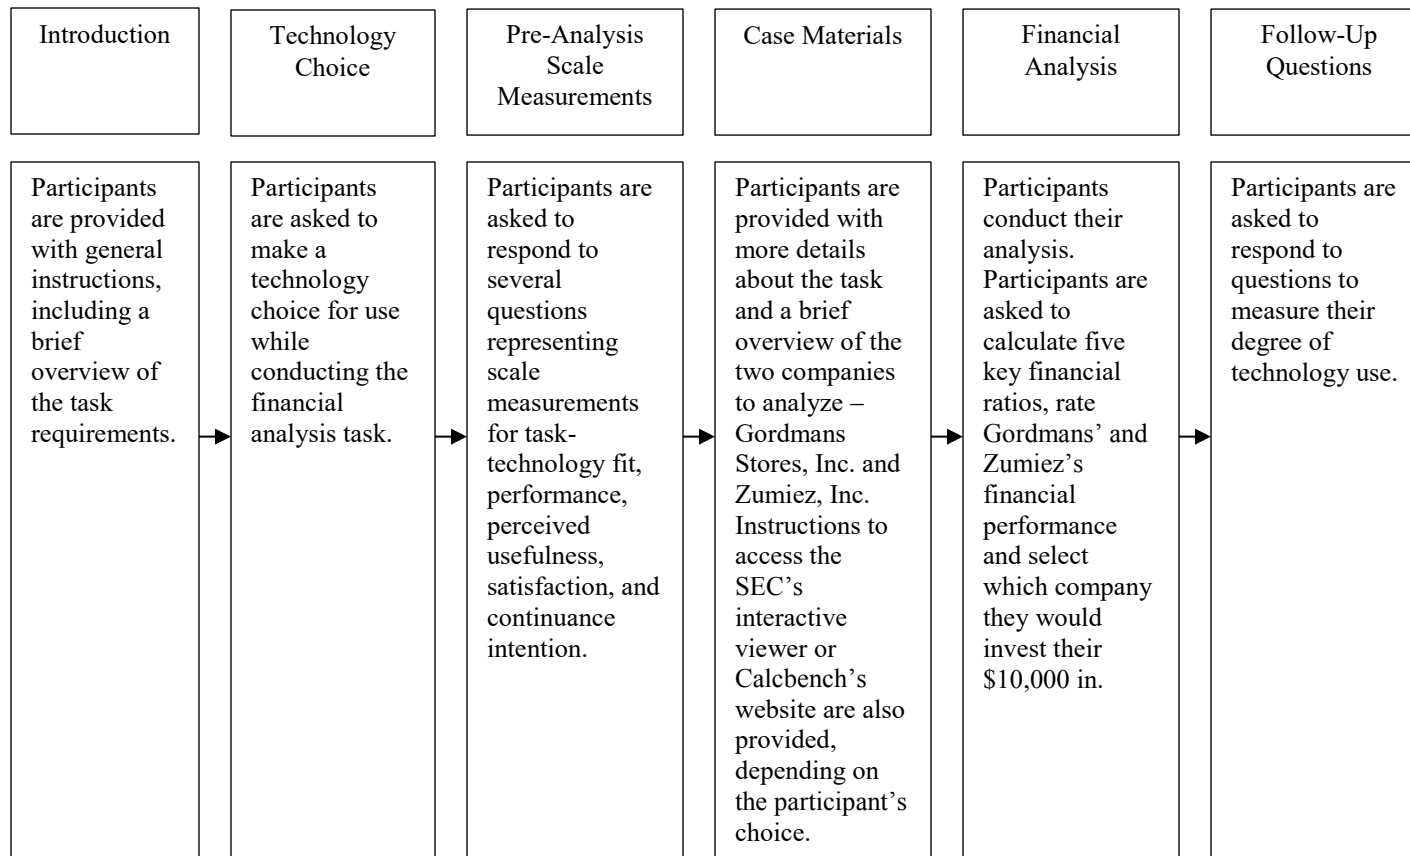 Introduction
Technology
Choice
Pre-Analysis
Scale
Measurements
Case Materials
Financial
Analysis
Follow-Up
Questions
Participants
are provided
with general
instructions,
including a
brief
overview of
the task
requirements.
Participants
are asked to
make a
technology
choice for use
while
conducting the
financial
analysis task.
Participants are
asked to
respond to
several
questions
representing
scale
measurements
for task-
technology fit,
performance,
perceived
usefulness,
satisfaction, and
continuance
intention.
Participants are
provided with
more details
about the task
and a brief
overview of the
two companies
to analyze –
Gordmans
Stores, Inc. and
Zumiez, Inc.
Instructions to
access the
SEC’s
interactive
viewer or
Calcbench’s
website are also
provided,
depending on
the participant’s
choice.
Participants
conduct their
analysis.
Participants are
asked to
calculate five
key financial
ratios, rate
Gordmans’ and
Zumiez’s
financial
performance
and select
which company
they would
invest their
$10,000 in.
Participants are
asked to
respond to
questions to
measure their
degree of
technology use.